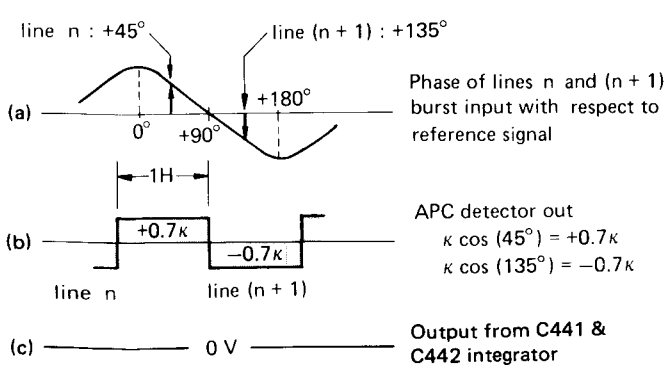 line n : +45°
line (n + 1) : +135°
(a)
0°
+90°
+180°
Phase of lines n and (n + 1)
burst input with respect to
reference signal
1H
(b)
+0.7κ
−0.7κ
line n
line (n + 1)
APC detector out
κ cos (45°) = +0.7κ
κ cos (135°) = −0.7κ
(c)
0 V
Output from C441 &
C442 integrator